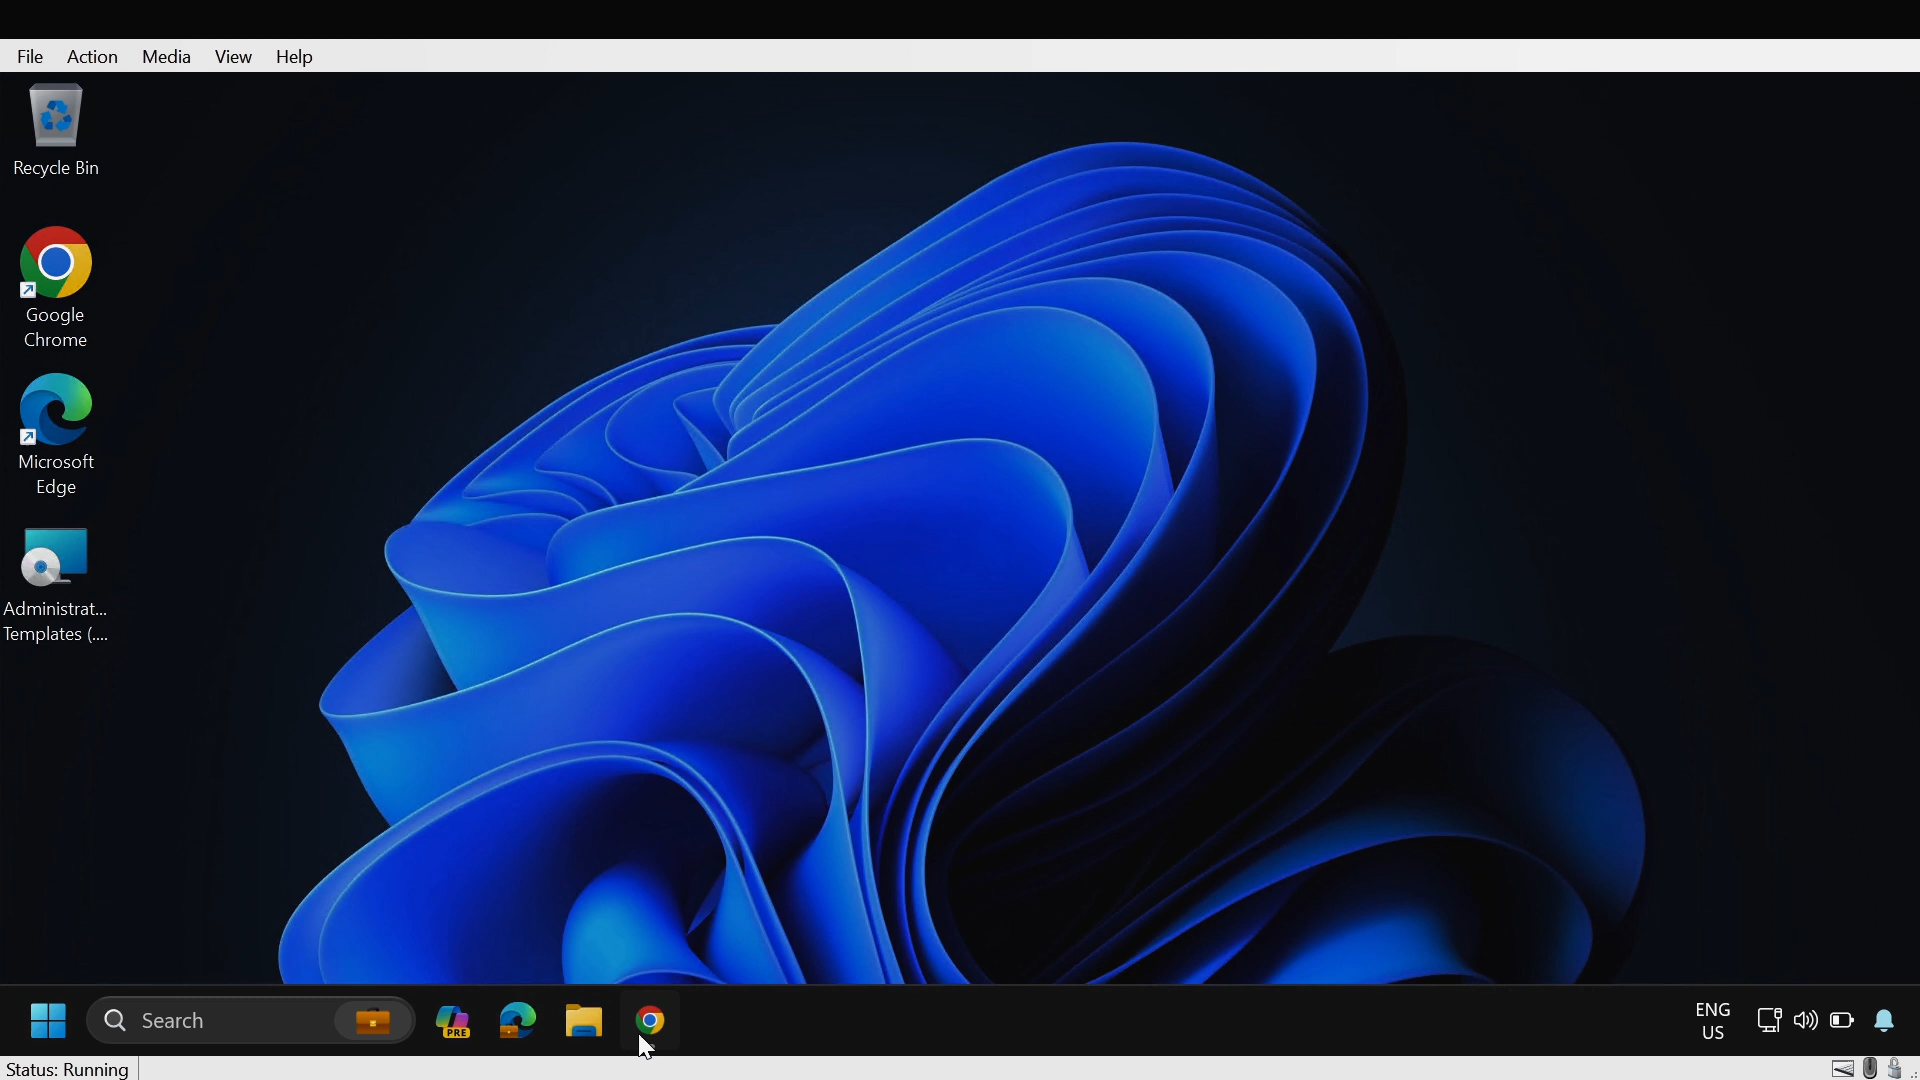 File Action Media View Help
Recycle Bin
Google
Chrome
Microsoft
Edge
Administrat...
Templates (....
Search
PRE
ENG
US
Status: Running